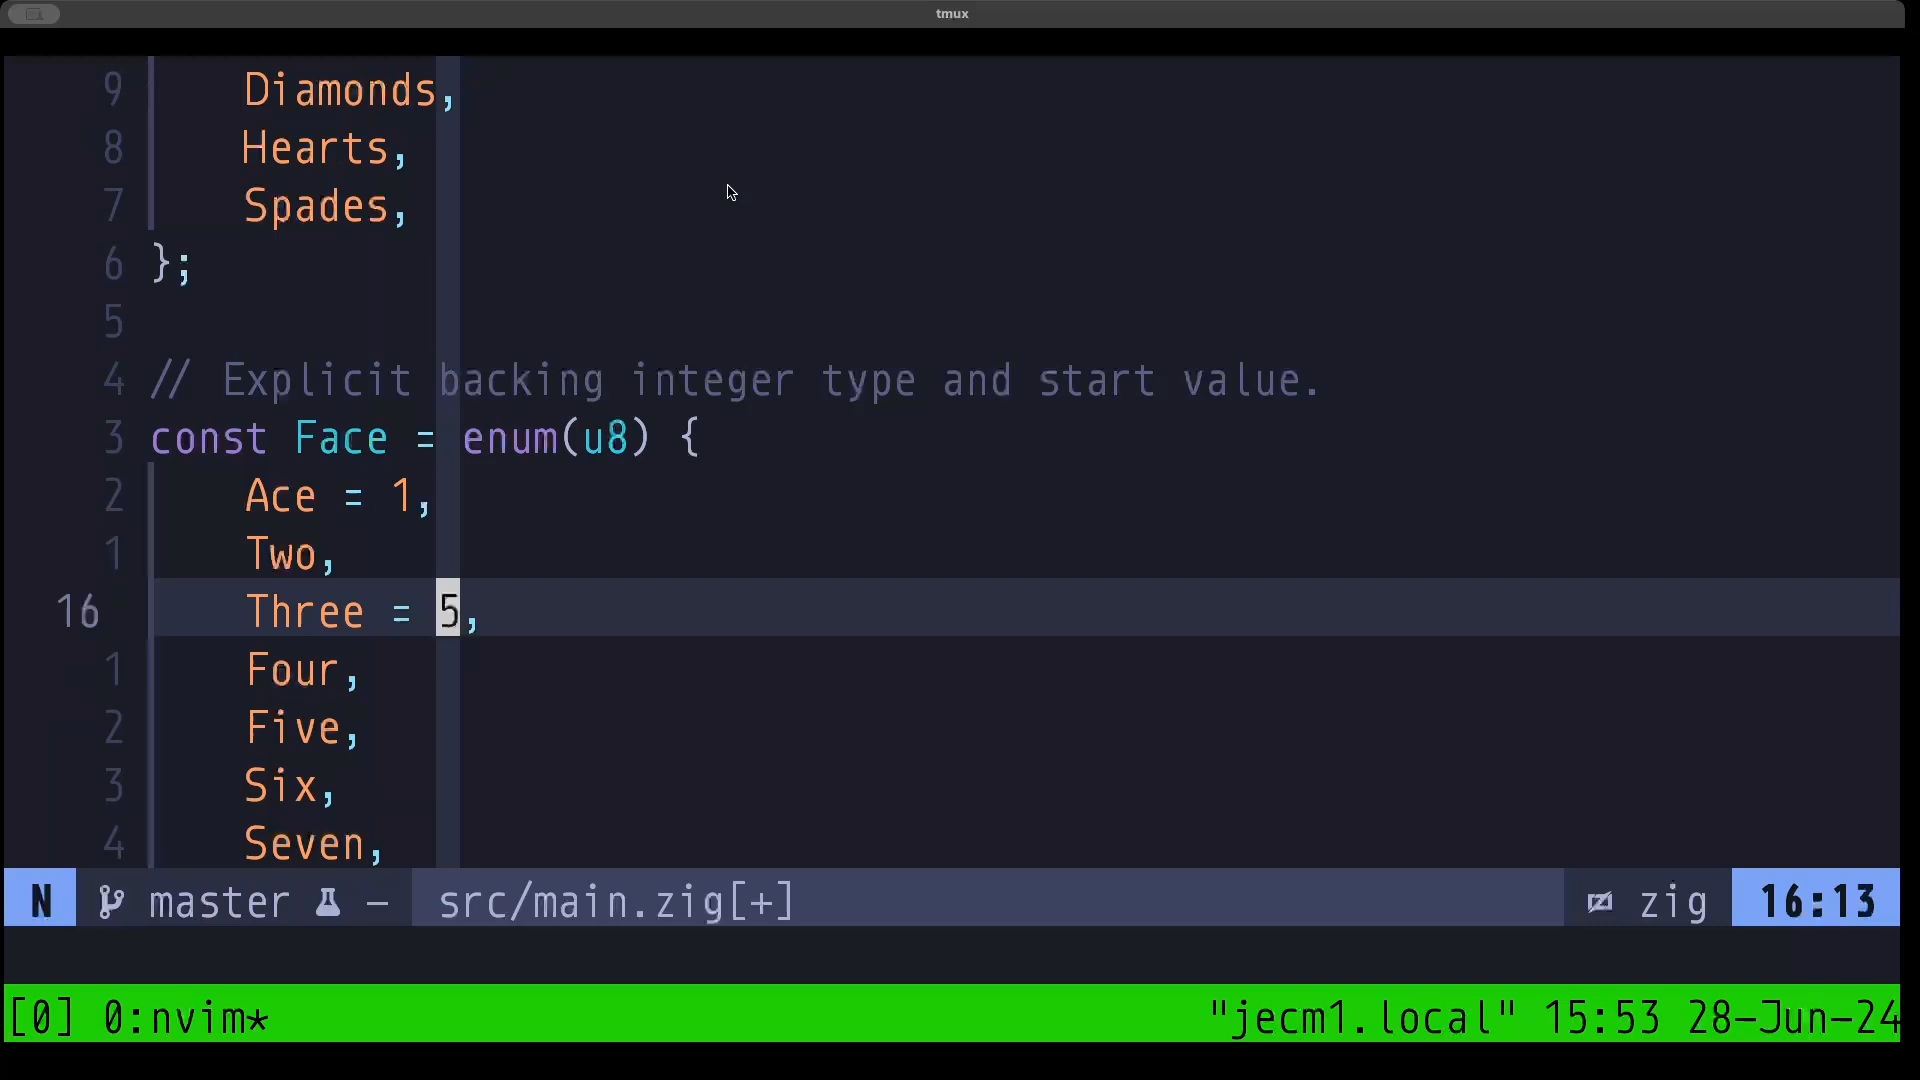 tmux
9 Diamonds,
8 Hearts,
7 Spades,
6 };
5
4 // Explicit backing integer type and start value.
3 const Face = enum(u8) {
2 Ace = 1,
1 Two,
16 Three = 5,
1 Four,
2 Five,
3 Six,
4 Seven,
N master – src/main.zig[+] zig 16:13
[0] 0:nvim* "jecm1.local" 15:53 28-Jun-24